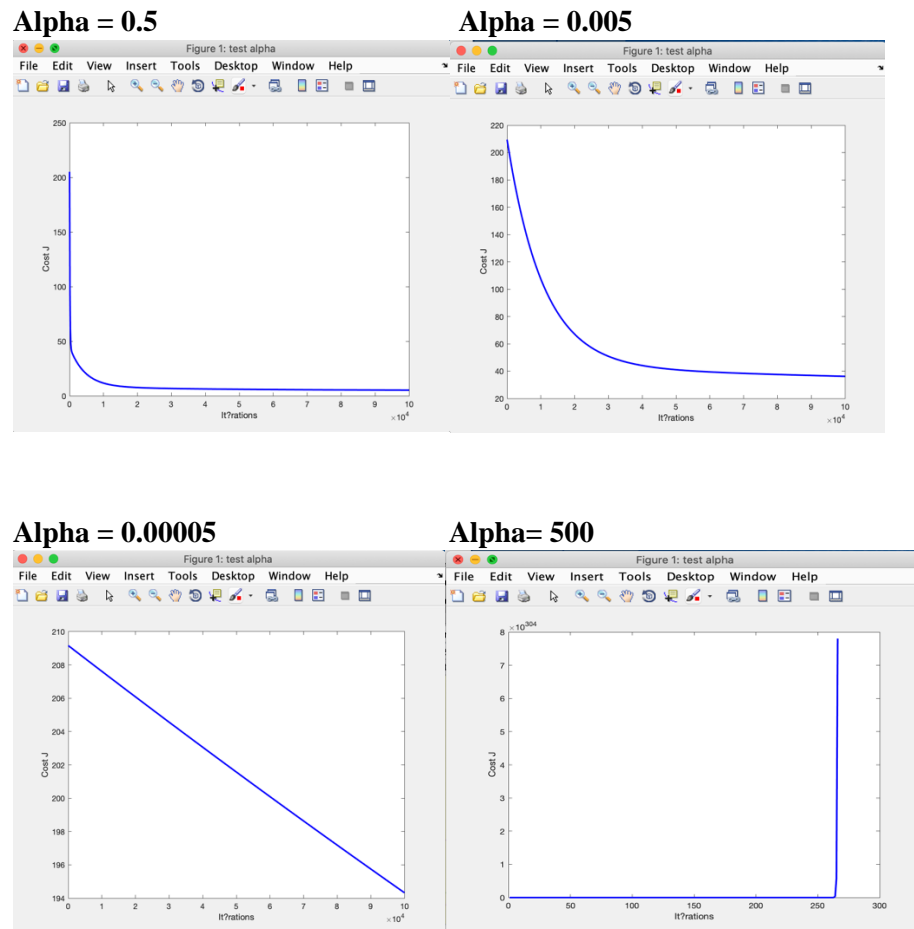 Alpha = 0.5
Alpha = 0.005
Figure 1: test alpha
File Edit View Insert Tools Desktop Window Help
250
200
150
100
50
0
Cost J
0 1 2 3 4 5 6 7 8 9 10
It?rations
×10⁴
Figure 1: test alpha
File Edit View Insert Tools Desktop Window Help
220
200
180
160
140
120
100
80
60
40
20
Cost J
0 1 2 3 4 5 6 7 8 9 10
It?rations
×10⁴
Alpha = 0.00005
Alpha= 500
Figure 1: test alpha
File Edit View Insert Tools Desktop Window Help
210
208
206
204
202
200
198
196
194
Cost J
0 1 2 3 4 5 6 7 8 9 10
It?rations
×10⁴
Figure 1: test alpha
File Edit View Insert Tools Desktop Window Help
×10³⁰⁴
8
7
6
5
4
3
2
1
0
Cost J
0 50 100 150 200 250 300
It?rations